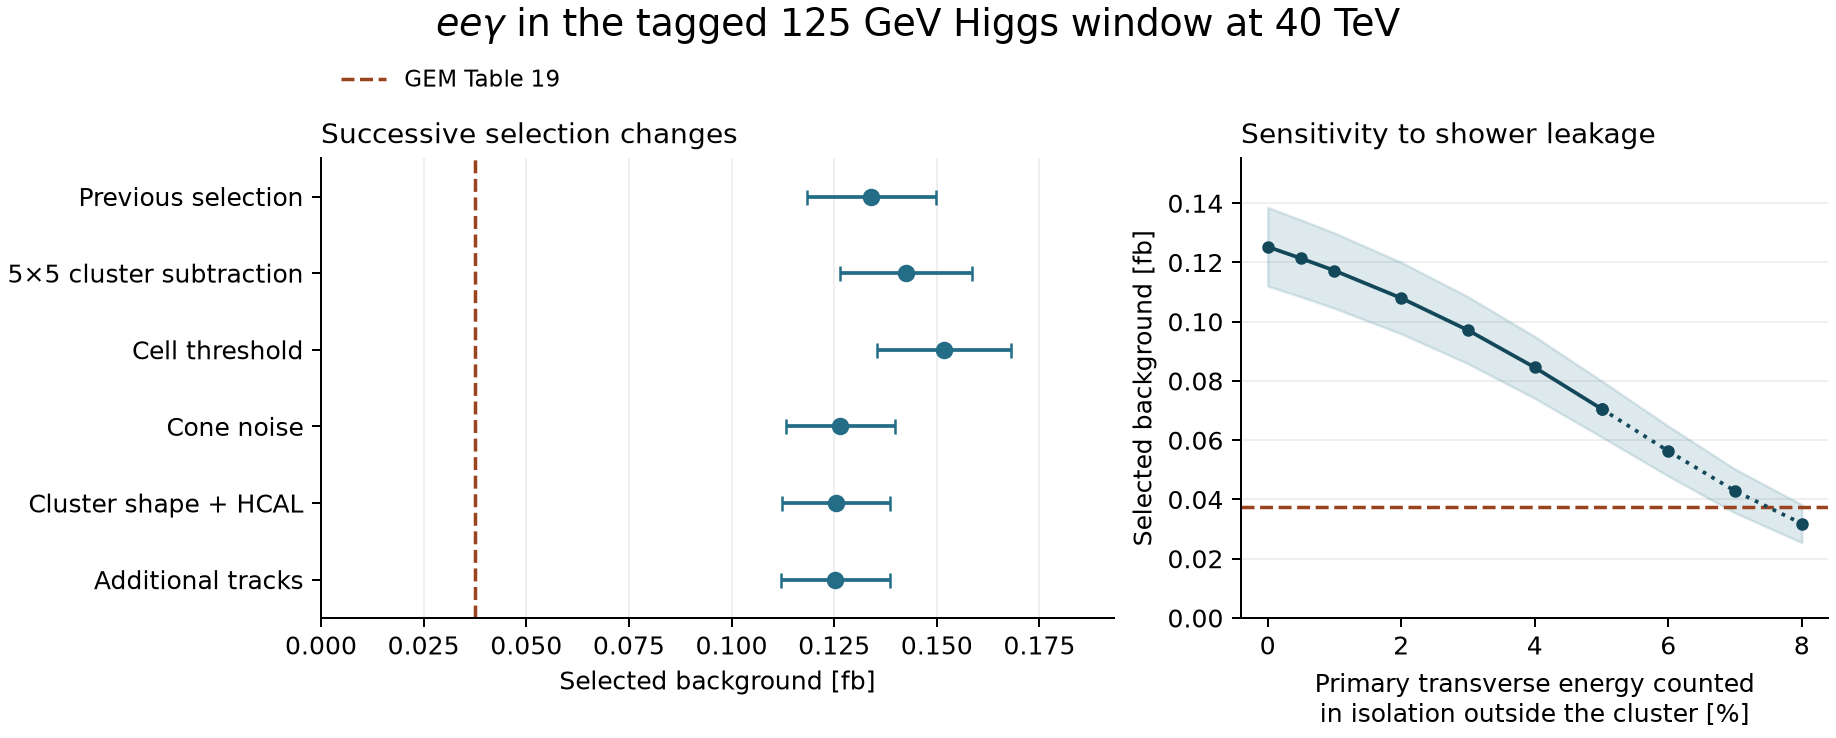 eeγ in the tagged 125 GeV Higgs window at 40 TeV
GEM Table 19
Successive selection changes
Previous selection
5×5 cluster subtraction
Cell threshold
Cone noise
Cluster shape + HCAL
Additional tracks
0.000 0.025 0.050 0.075 0.100 0.125 0.150 0.175
Selected background [fb]
Sensitivity to shower leakage
Selected background [fb]
0.14
0.12
0.10
0.08
0.06
0.04
0.02
0.00
0 2 4 6 8
Primary transverse energy counted
in isolation outside the cluster [%]